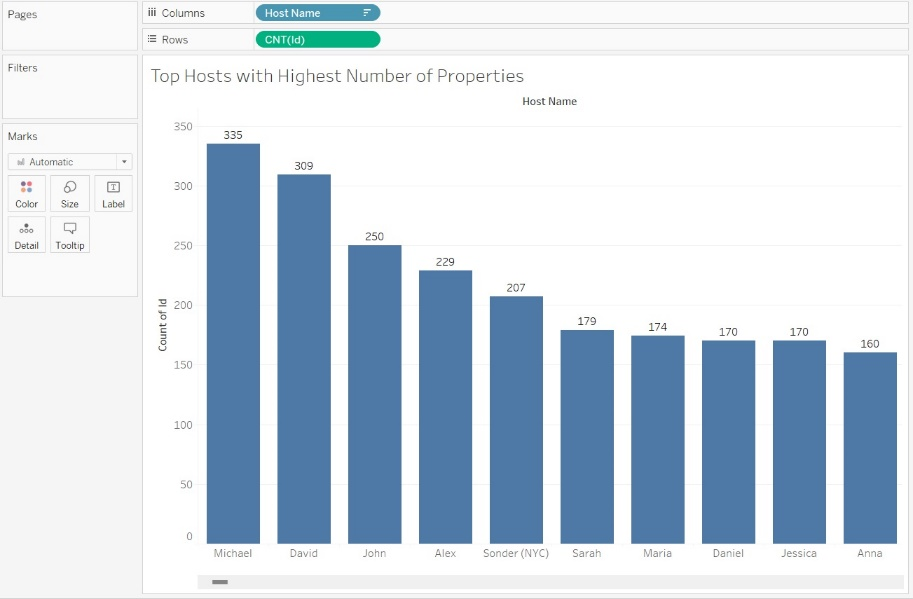 Pages
Columns
Host Name
Rows
CNT(Id)
Filters
Marks
Automatic
Color
Size
Label
Detail
Tooltip
Top Hosts with Highest Number of Properties
Host Name
Count of Id
350
300
250
200
150
100
50
0
335
309
250
229
207
179
174
170
170
160
Michael
David
John
Alex
Sonder (NYC)
Sarah
Maria
Daniel
Jessica
Anna